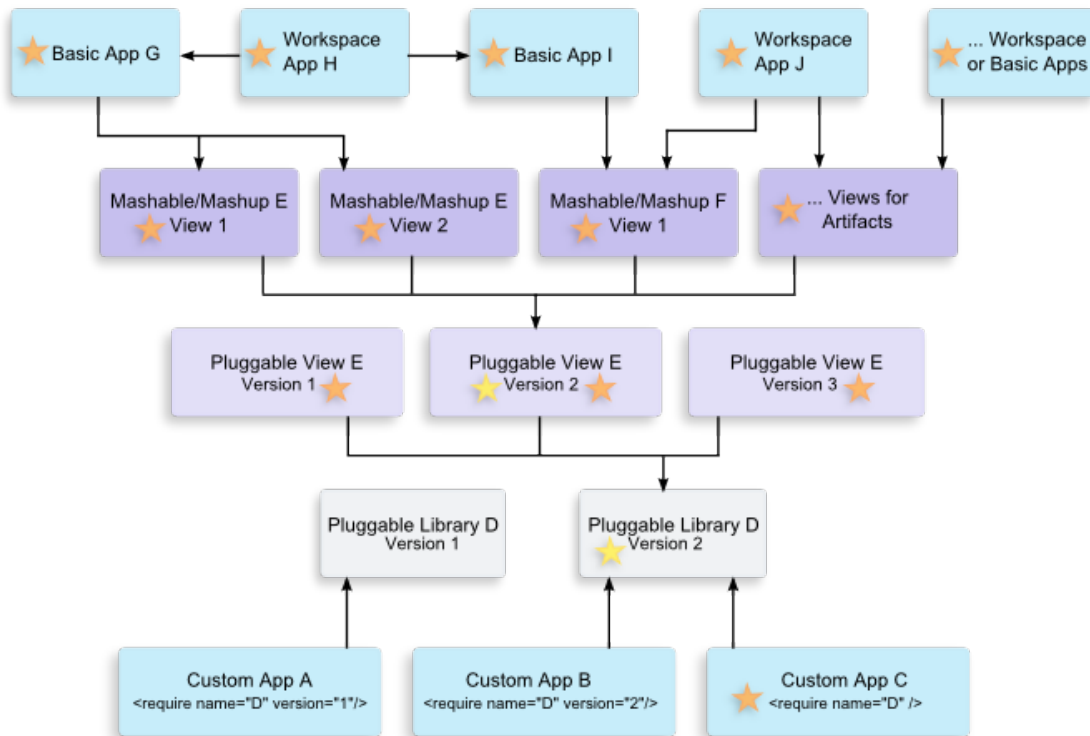 Basic App G
Workspace
App H
Basic App I
Workspace
App J
... Workspace
or Basic Apps
Mashable/Mashup E
View 1
Mashable/Mashup E
View 2
Mashable/Mashup F
View 1
... Views for
Artifacts
Pluggable View E
Version 1
Pluggable View E
Version 2
Pluggable View E
Version 3
Pluggable Library D
Version 1
Pluggable Library D
Version 2
Custom App A
<require name="D" version="1"/>
Custom App B
<require name="D" version="2"/>
Custom App C
<require name="D" />